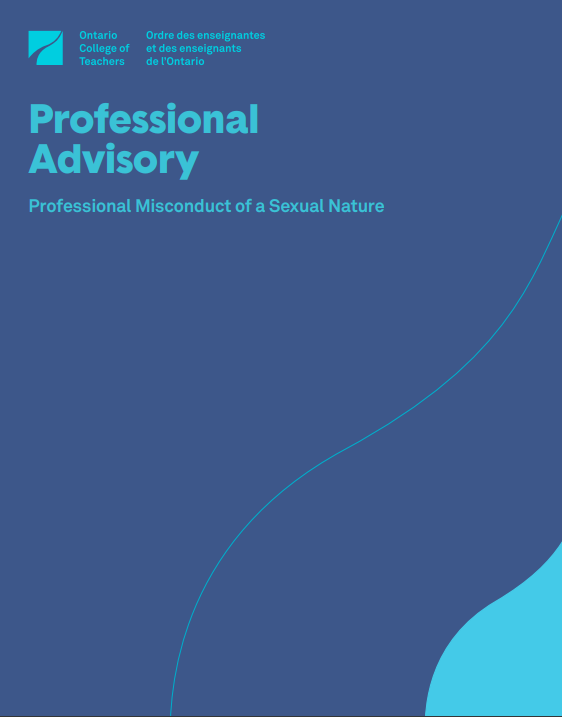 Ontario
College of
Teachers
Ordre des enseignantes
et des enseignants
de l'Ontario
Professional
Advisory
Professional Misconduct of a Sexual Nature